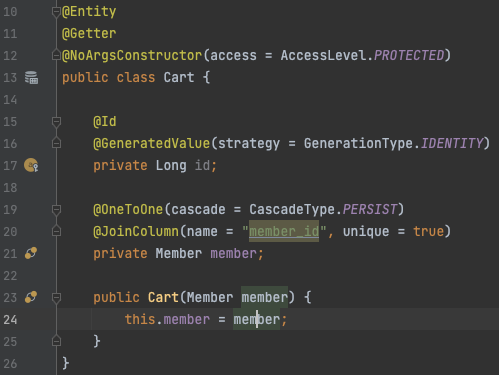 10 @Entity
11 @Getter
12 @NoArgsConstructor(access = AccessLevel.PROTECTED)
13 public class Cart {
14
15 @Id
16 @GeneratedValue(strategy = GenerationType.IDENTITY)
17 private Long id;
18
19 @OneToOne(cascade = CascadeType.PERSIST)
20 @JoinColumn(name = "member_id", unique = true)
21 private Member member;
22
23 public Cart(Member member) {
24 this.member = member;
25 }
26 }